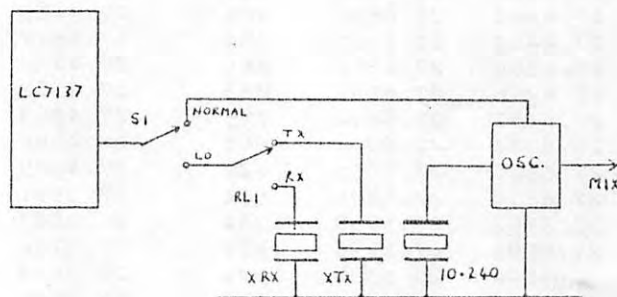 LC7137
S1
NORMAL
LO
TX
RX
RL1
OSC.
MIX
XRX
XTX
10·240